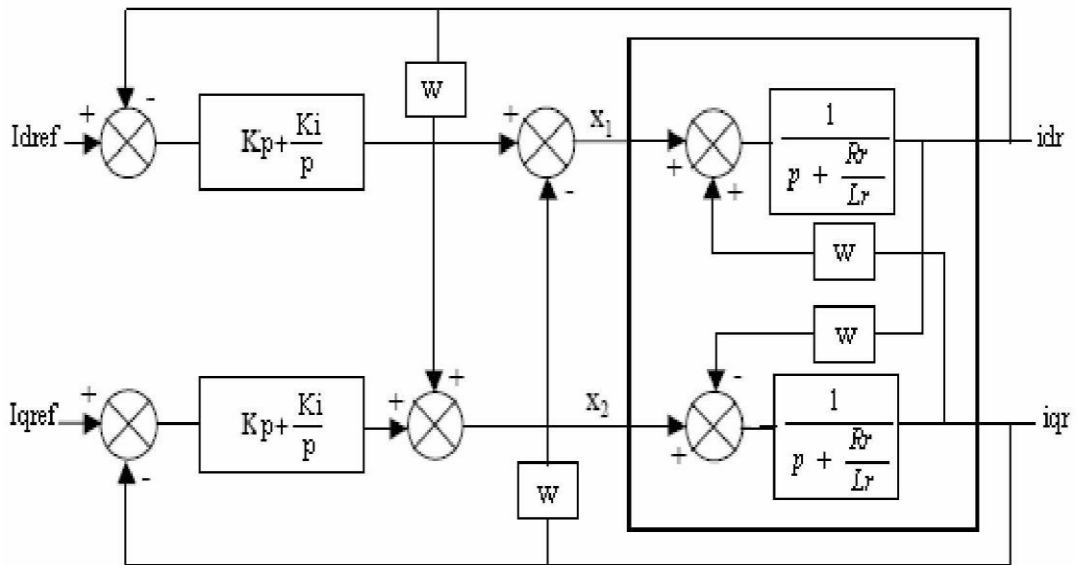 w
Idref
+
-
Kp+Ki/p
+
-
x₁
+
+
1
p + Rr/Lr
idr
w
w
Iqref
+
-
Kp+Ki/p
+
+
x₂
-
+
1
p + Rr/Lr
iqr
w